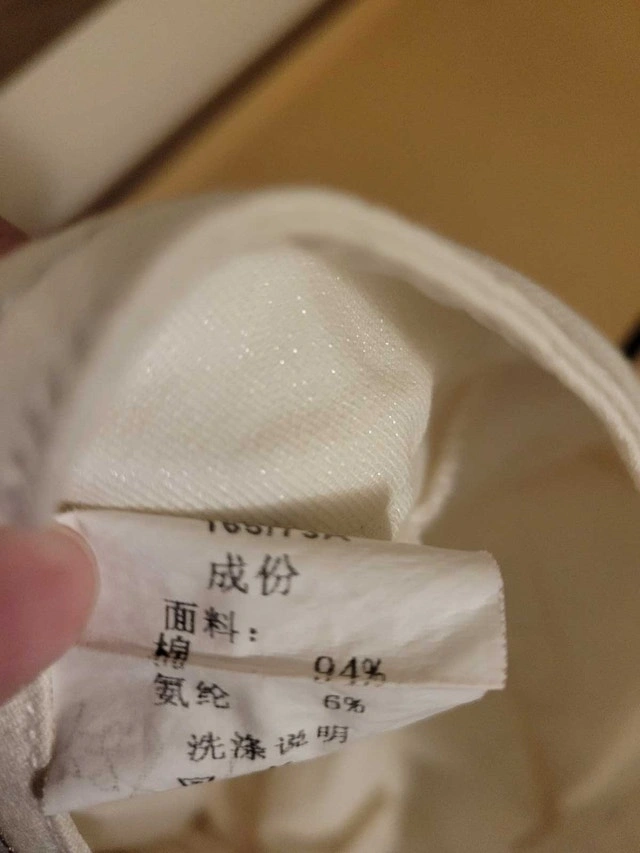 成份
面料：
棉 94%
氨纶 6%
洗涤说明